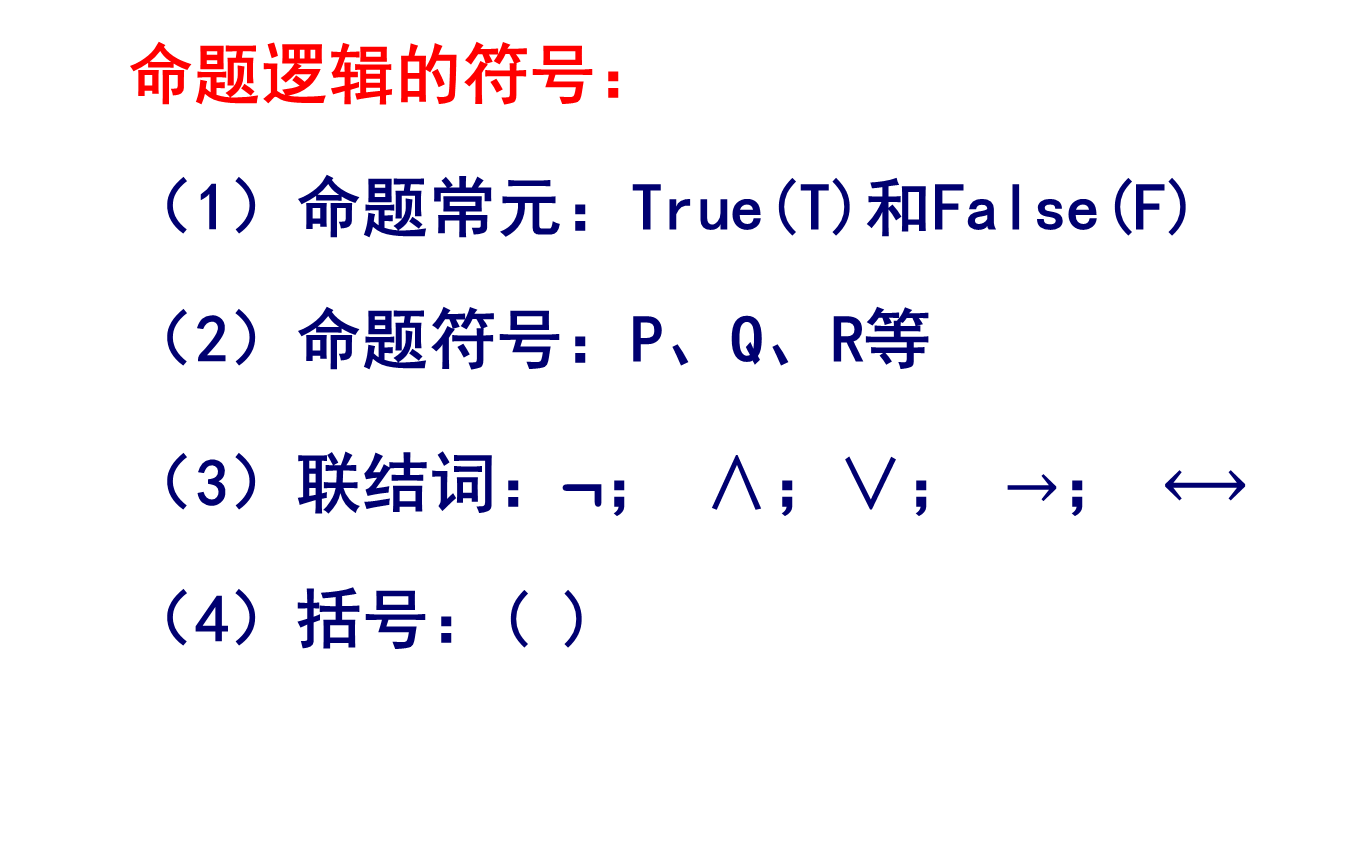 命题逻辑的符号：
（1）命题常元：True(T)和False(F)
（2）命题符号：P、Q、R等
（3）联结词：¬； ∧；∨； →； ⟷
（4）括号：( )